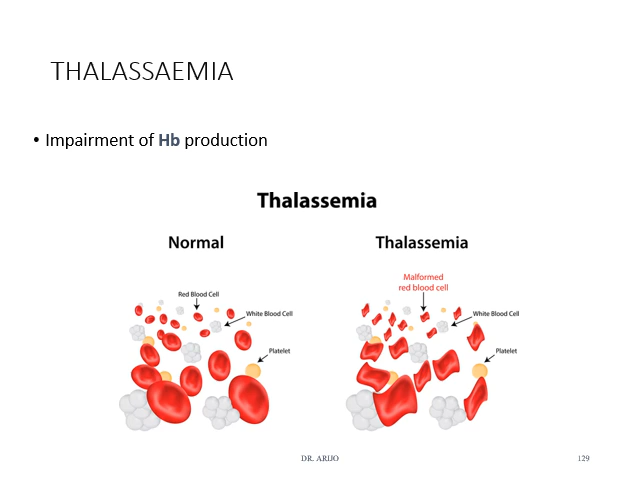 THALASSAEMIA
• Impairment of Hb production
Thalassemia
Normal
Thalassemia
Red Blood Cell
White Blood Cell
Platelet
Malformed
red blood cell
White Blood Cell
Platelet
DR. ARIJO
129